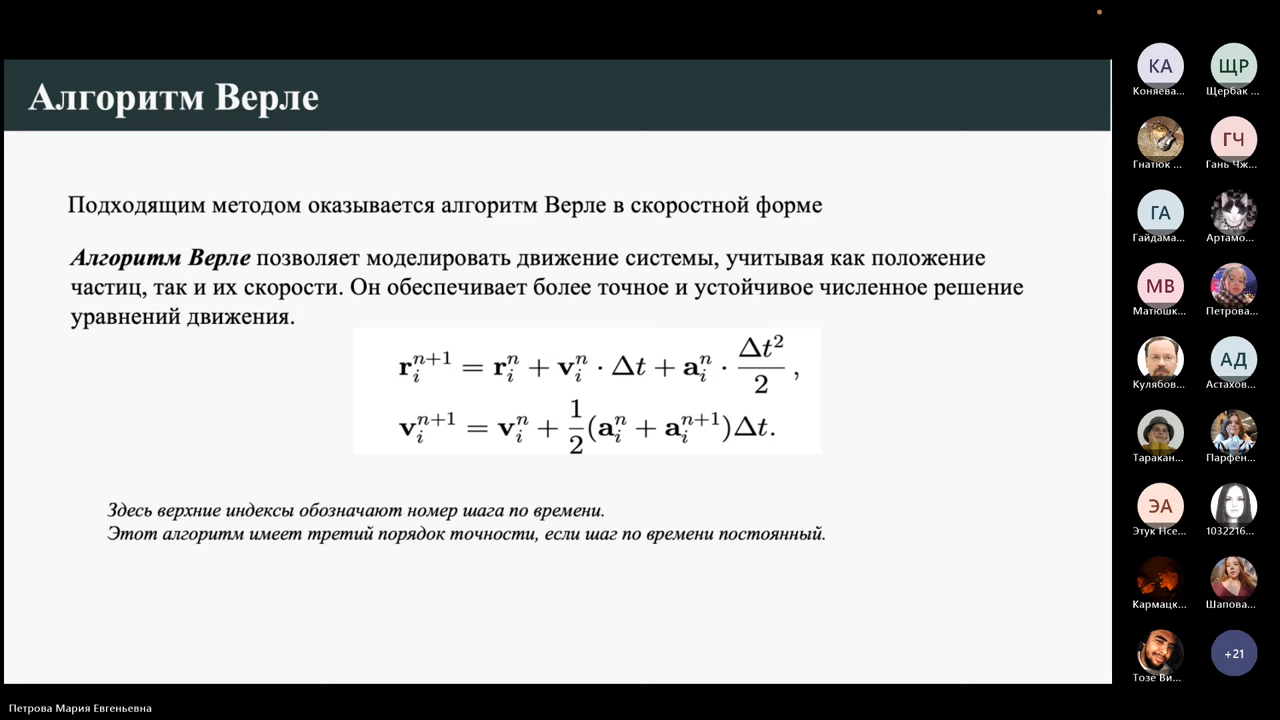 Алгоритм Верле
Подходящим методом оказывается алгоритм Верле в скоростной форме
Алгоритм Верле позволяет моделировать движение системы, учитывая как положение
частиц, так и их скорости. Он обеспечивает более точное и устойчивое численное решение
уравнений движения.
r_i^{n+1} = r_i^n + v_i^n · Δt + a_i^n · Δt²/2 ,
v_i^{n+1} = v_i^n + 1/2 (a_i^n + a_i^{n+1})Δt.
Здесь верхние индексы обозначают номер шага по времени.
Этот алгоритм имеет третий порядок точности, если шаг по времени постоянный.
КА
Коняева...
ЩР
Щербак ...
Гнатюк ...
ГЧ
Гань Чж...
ГА
Гайдама...
Артамо...
МВ
Матюшк...
Петрова...
Кулябов...
АД
Астахов...
Таракан...
Парфен...
ЭА
Этук Нсе...
1032216...
Кармацк...
Шапова...
Тозе Ви...
+21
Петрова Мария Евгеньевна